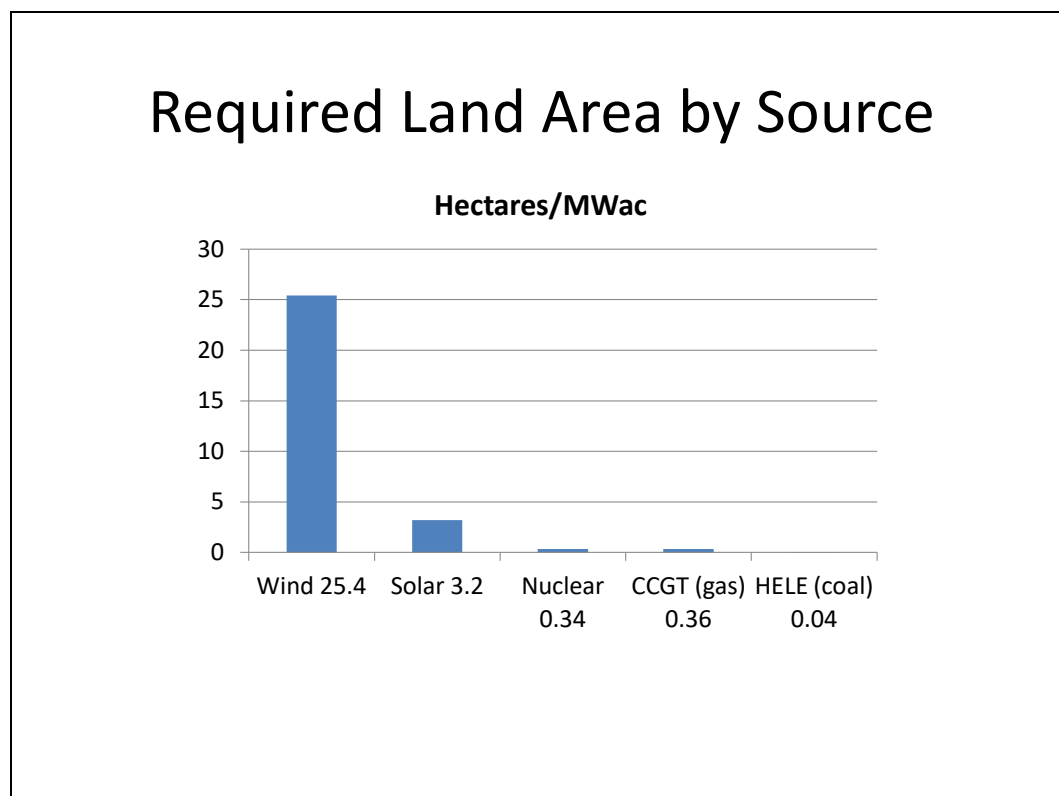 Required Land Area by Source
Hectares/MWac
30
25
20
15
10
5
0
Wind 25.4 Solar 3.2 Nuclear CCGT (gas) HELE (coal)
0.34 0.36 0.04